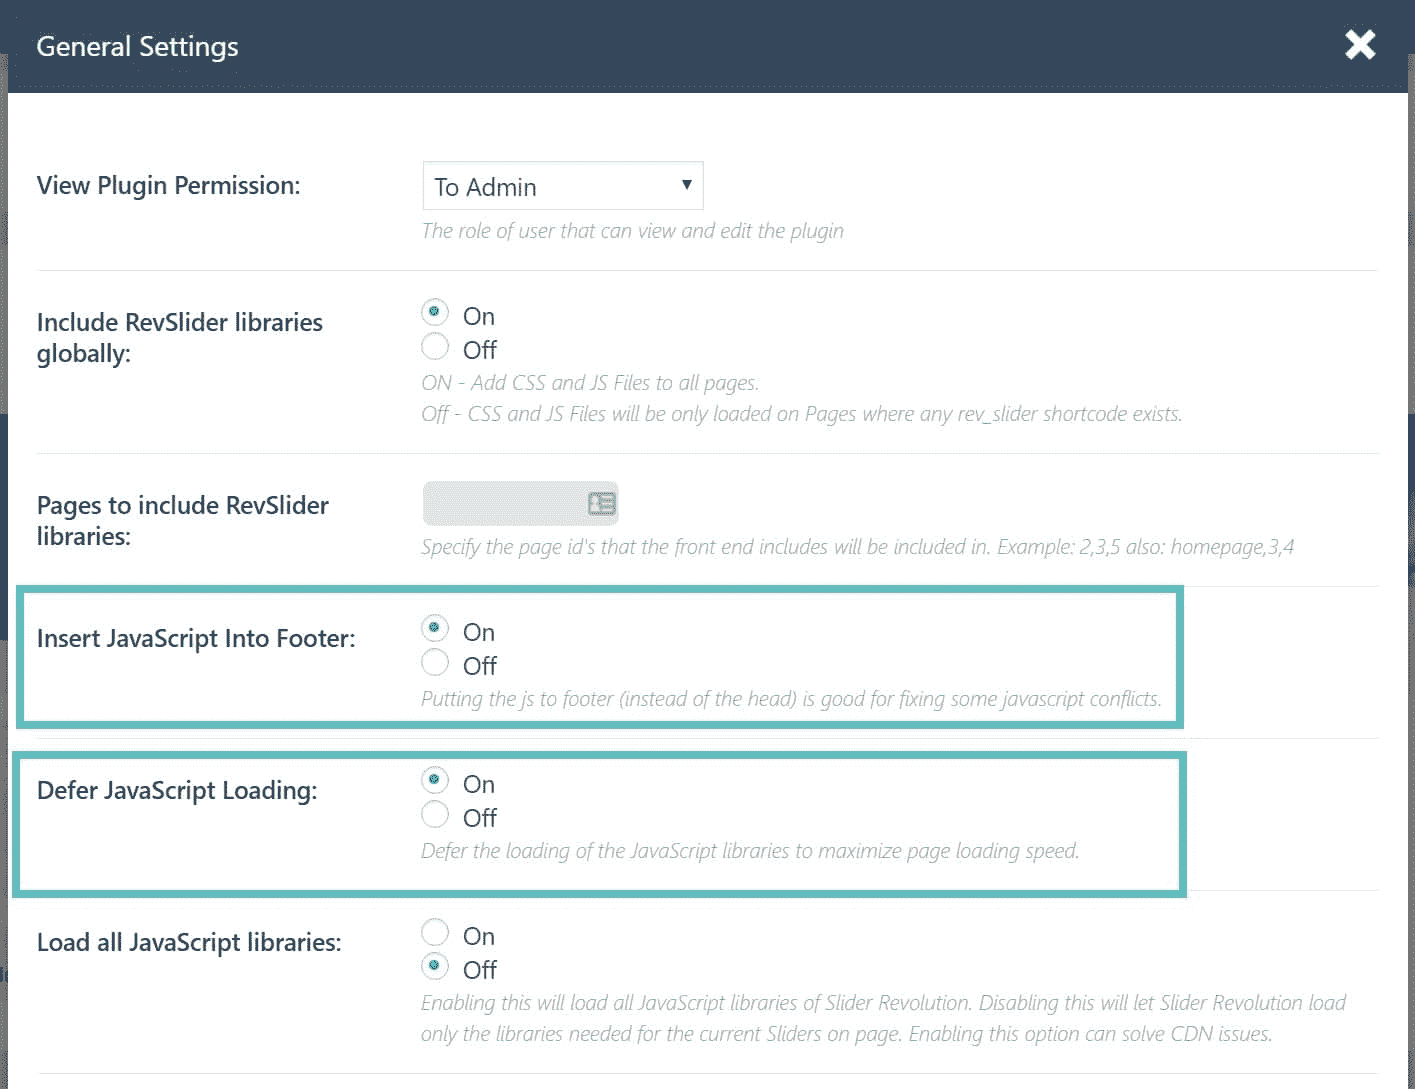 General Settings
View Plugin Permission:
To Admin
The role of user that can view and edit the plugin
Include RevSlider libraries
globally:
On
Off
ON - Add CSS and JS Files to all pages.
Off - CSS and JS Files will be only loaded on Pages where any rev_slider shortcode exists.
Pages to include RevSlider
libraries:
Specify the page id's that the front end includes will be included in. Example: 2,3,5 also: homepage,3,4
Insert JavaScript Into Footer:
On
Off
Putting the js to footer (instead of the head) is good for fixing some javascript conflicts.
Defer JavaScript Loading:
On
Off
Defer the loading of the JavaScript libraries to maximize page loading speed.
Load all JavaScript libraries:
On
Off
Enabling this will load all JavaScript libraries of Slider Revolution. Disabling this will let Slider Revolution load
only the libraries needed for the current Sliders on page. Enabling this option can solve CDN issues.